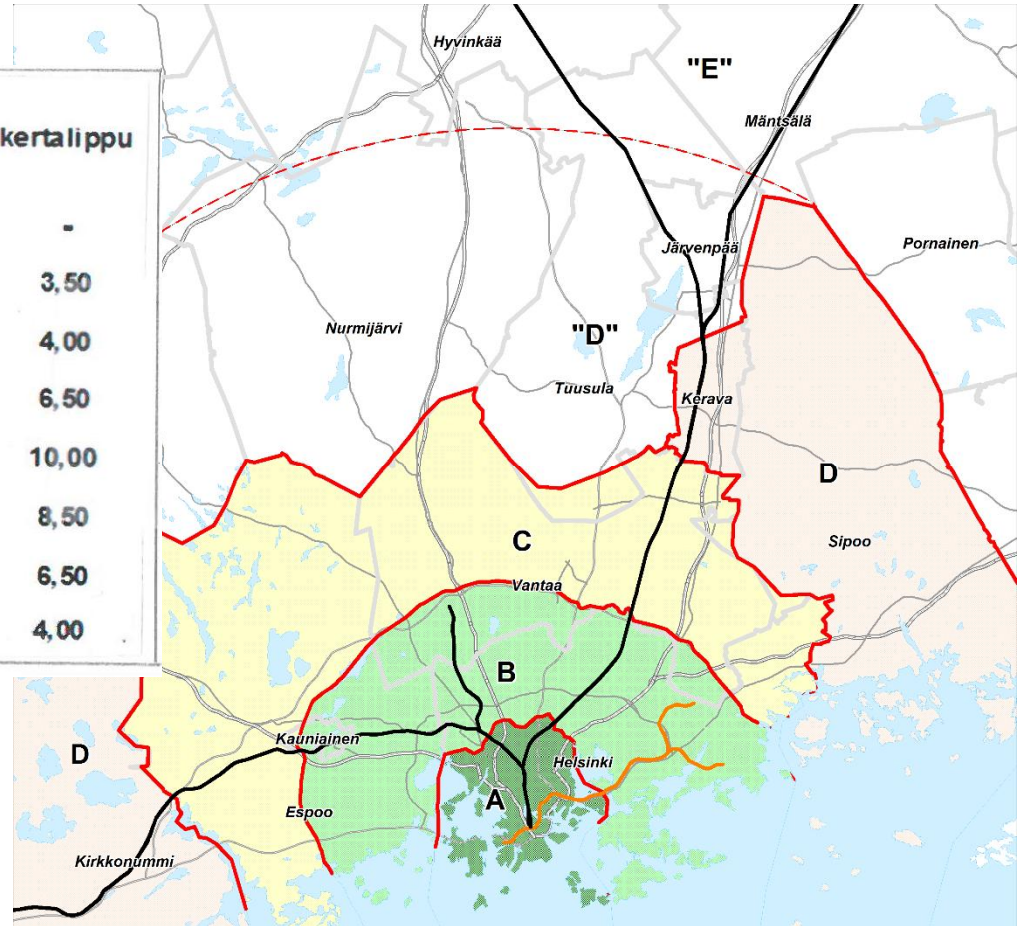 kertalippu
-
3,50
4,00
6,50
10,00
8,50
6,50
4,00
Hyvinkää
"E"
Mäntsälä
Järvenpää
Pornainen
Nurmijärvi
"D"
Tuusula
Kerava
D
Sipoo
C
Vantaa
B
Kauniainen
D
Helsinki
A
Espoo
Kirkkonummi